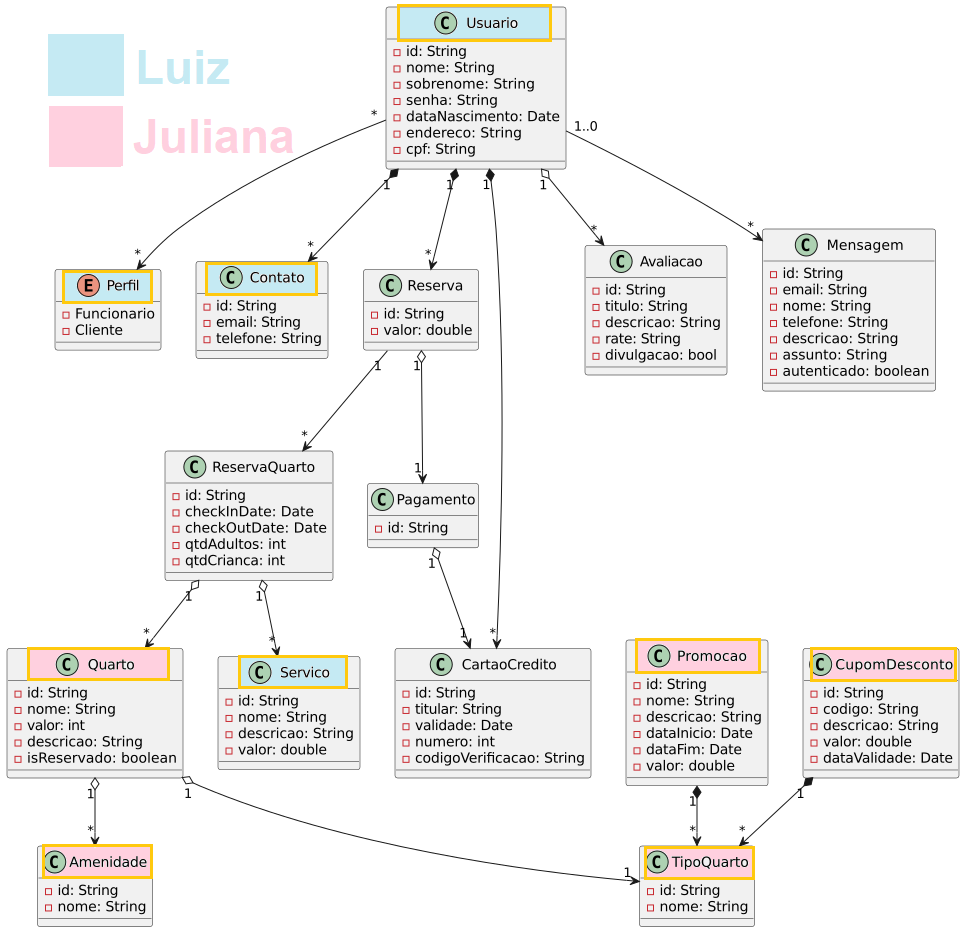 Luiz
Juliana
C Usuario
id: String
nome: String
sobrenome: String
senha: String
dataNascimento: Date
endereco: String
cpf: String
*
1..0
1
1
1
1
*
*
*
*
*
E Perfil
Funcionario
Cliente
C Contato
id: String
email: String
telefone: String
C Reserva
id: String
valor: double
C Avaliacao
id: String
titulo: String
descricao: String
rate: String
divulgacao: bool
C Mensagem
id: String
email: String
nome: String
telefone: String
descricao: String
assunto: String
autenticado: boolean
1
1
*
1
C ReservaQuarto
id: String
checkInDate: Date
checkOutDate: Date
qtdAdultos: int
qtdCrianca: int
C Pagamento
id: String
1
1
1
*
*
1
*
C Quarto
id: String
nome: String
valor: int
descricao: String
isReservado: boolean
C Servico
id: String
nome: String
descricao: String
valor: double
C CartaoCredito
id: String
titular: String
validade: Date
numero: int
codigoVerificacao: String
C Promocao
id: String
nome: String
descricao: String
dataInicio: Date
dataFim: Date
valor: double
C CupomDesconto
id: String
codigo: String
descricao: String
valor: double
dataValidade: Date
1
1
1
1
*
*
*
1
C Amenidade
id: String
nome: String
C TipoQuarto
id: String
nome: String